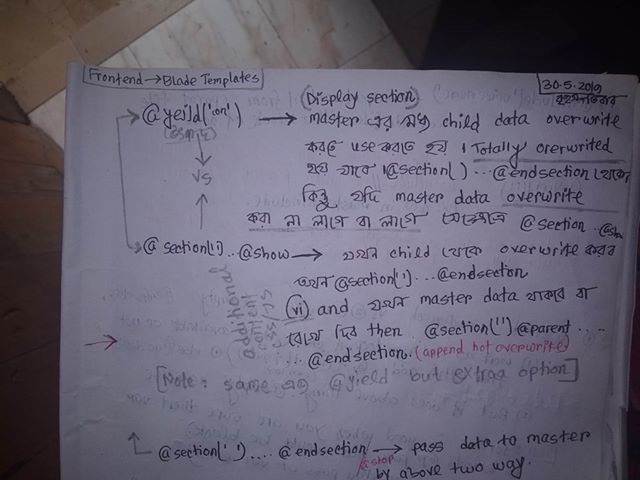 Frontend → Blade Templates
30-5-2019
বৃহস্পতিবার
(Display section)
@yeild('con') → master এর মধ্যে child data overwrite
করতে use করতে হয়। Totally overwrited
হয়ে যাবে। @section( ) ... @endsection থেকে
vs
কিন্তু যদি master data overwrite
করা না লাগে বা লাগে সেক্ষেত্রে @section..@show
@section(')..@show → যখন child থেকে overwrite করব
তখন @section(') ... @endsection
additional content css/js
(vi) and যখন master data থাকবে বা
রেখে দিব then @section('') @parent ....
... @endsection. (append not overwrite)
[Note: same as @yield but extra option]
@section(' ').... @endsection → pass data to master
@stop
by above two way.